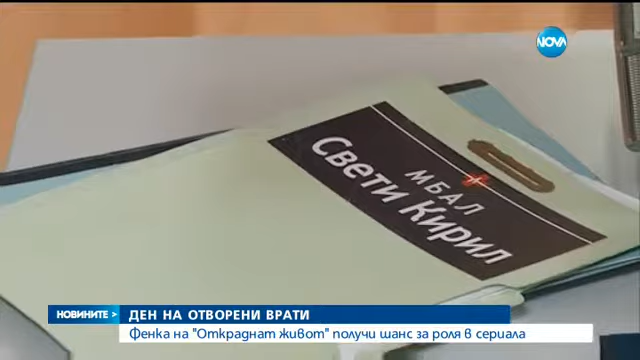 NOVA
МБАЛ
Свети Кирил
НОВИНИТЕ
ДЕН НА ОТВОРЕНИ ВРАТИ
Фенка на "Откраднат живот" получи шанс за роля в сериала